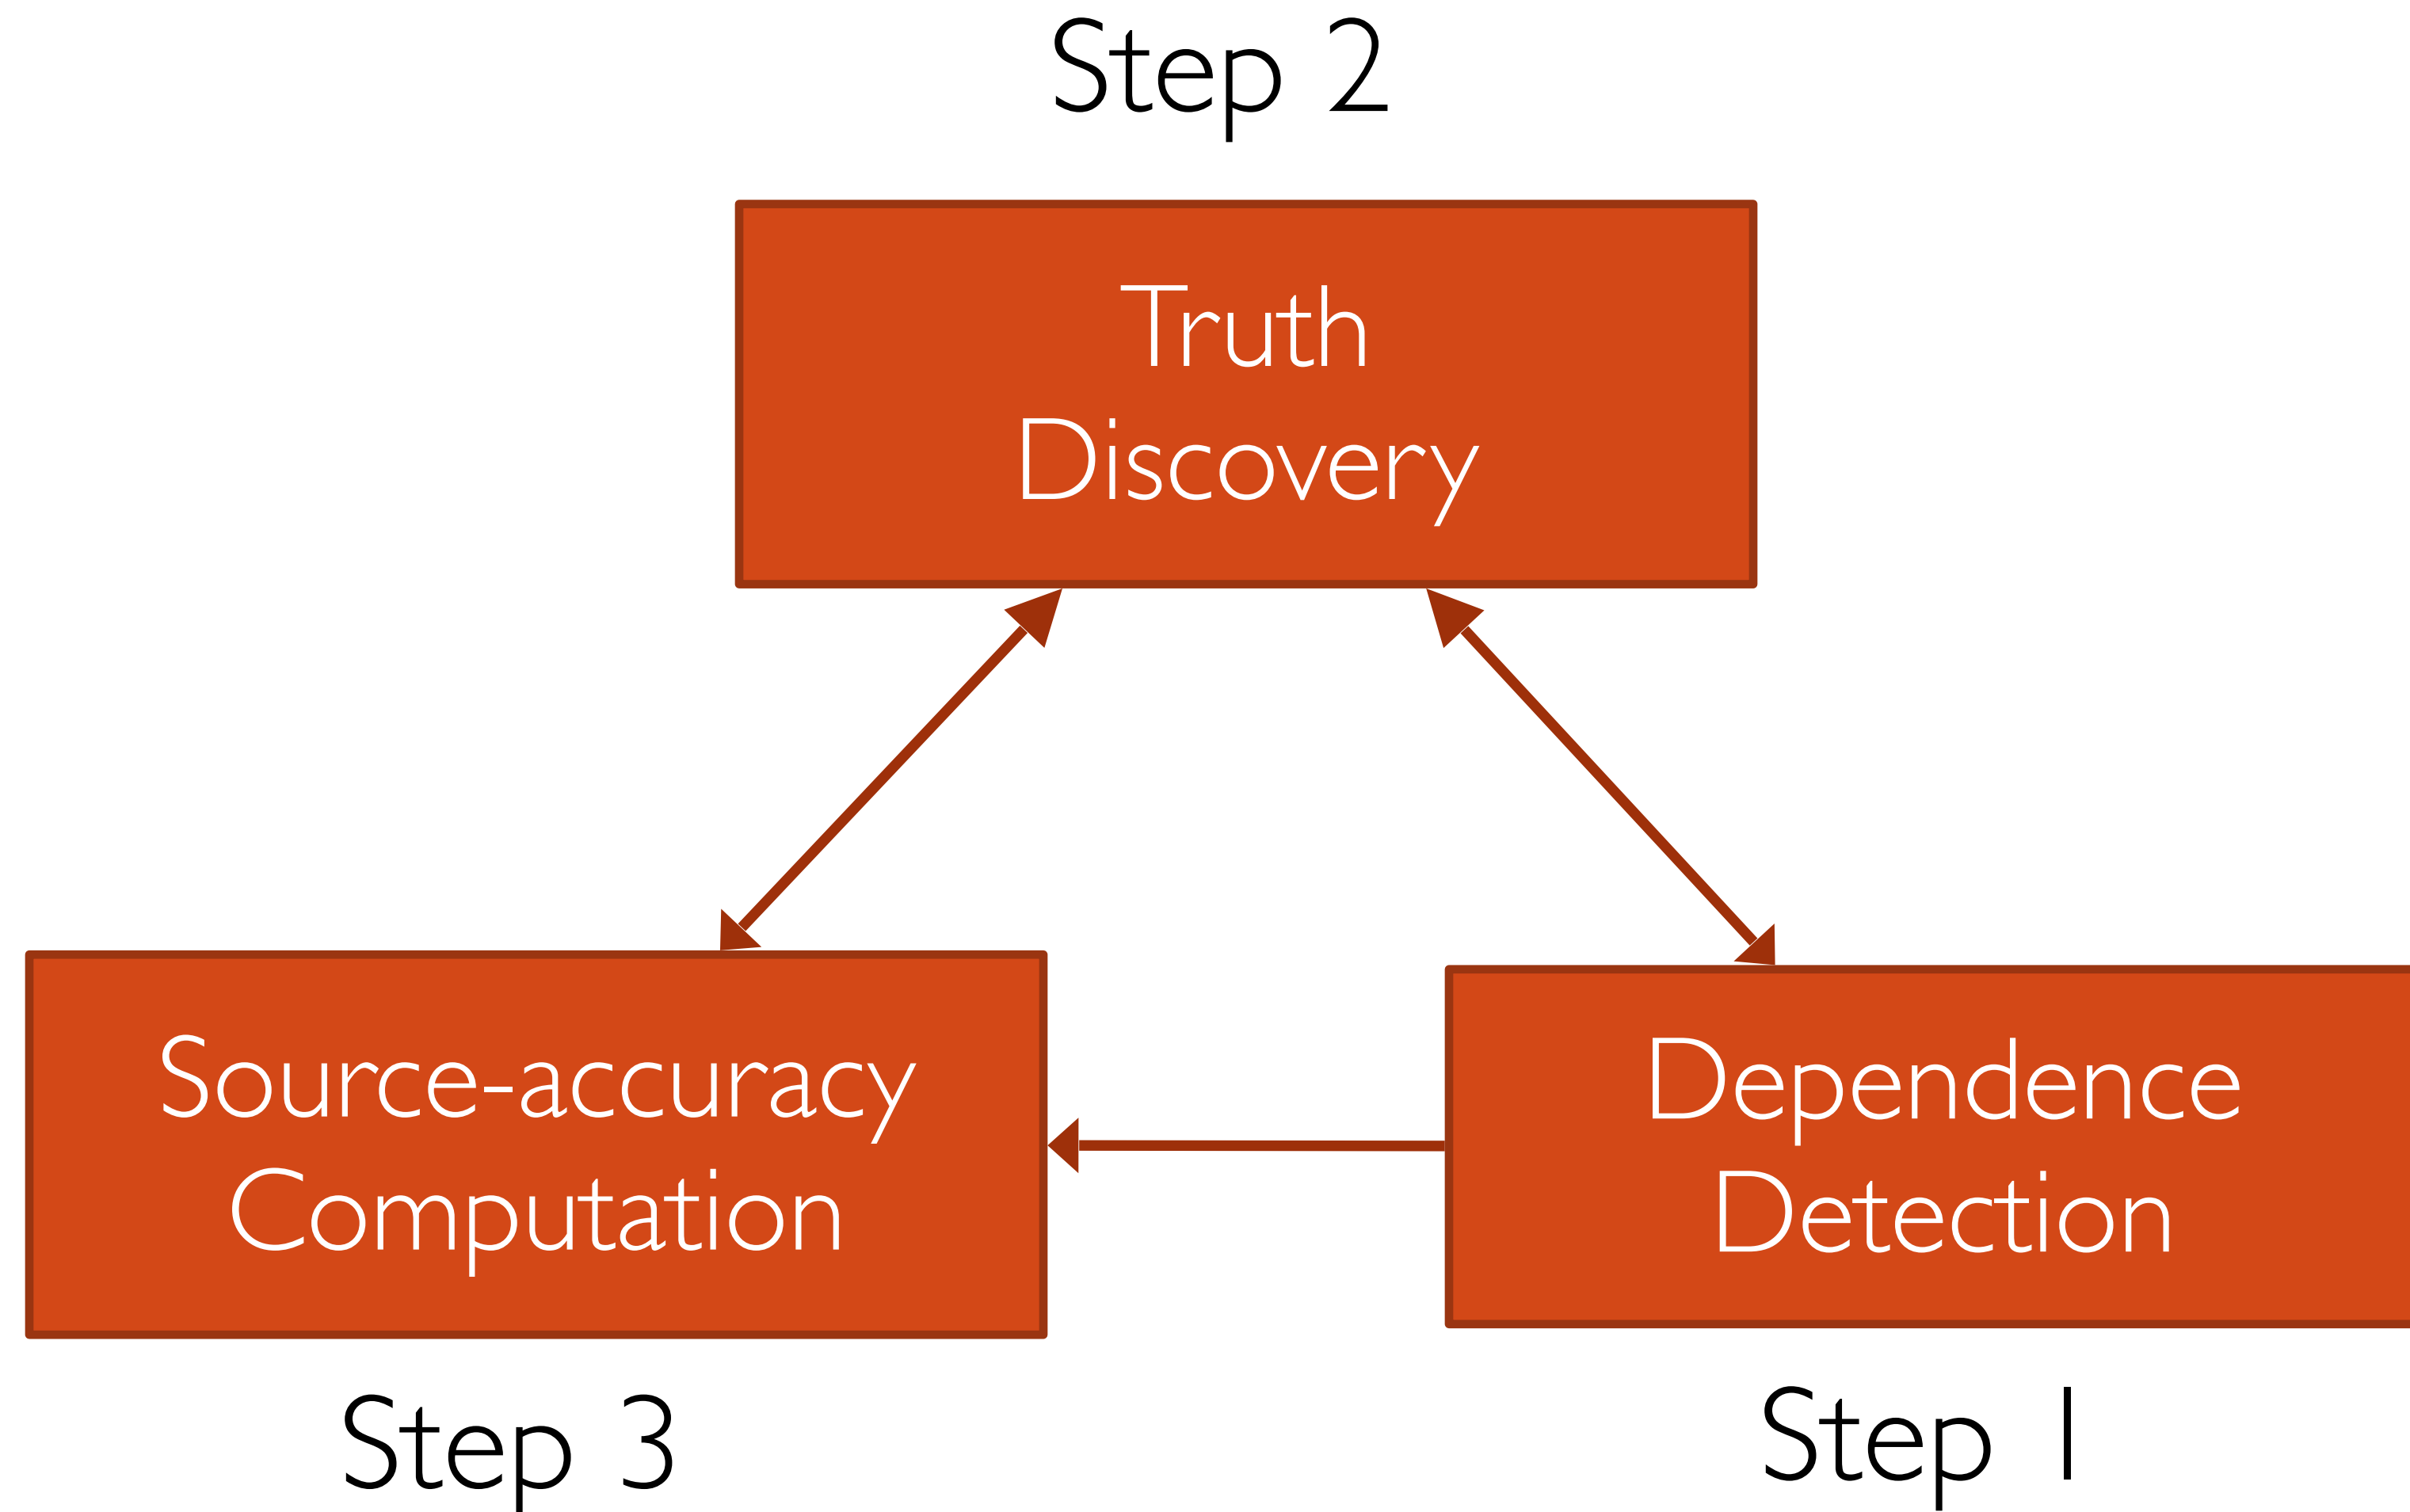 Step 2
Truth
Discovery
Source-accuracy
Computation
Dependence
Detection
Step 3
Step 1